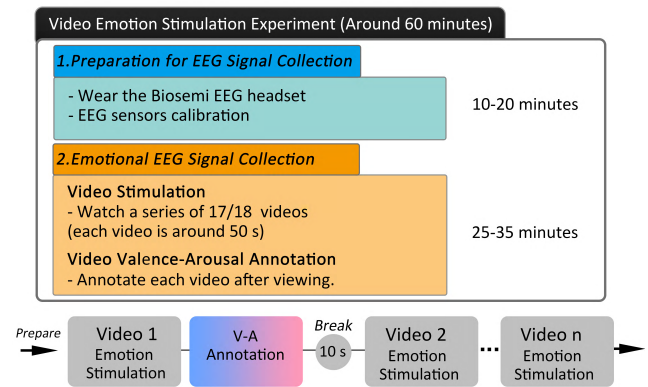 Video Emotion Stimulation Experiment (Around 60 minutes)
1.Preparation for EEG Signal Collection
- Wear the Biosemi EEG headset
- EEG sensors calibration
10-20 minutes
2.Emotional EEG Signal Collection
Video Stimulation
- Watch a series of 17/18 videos
(each video is around 50 s)
Video Valence-Arousal Annotation
- Annotate each video after viewing.
25-35 minutes
Prepare
Video 1
Emotion
Stimulation
V-A
Annotation
Break
10 s
Video 2
Emotion
Stimulation
...
Video n
Emotion
Stimulation